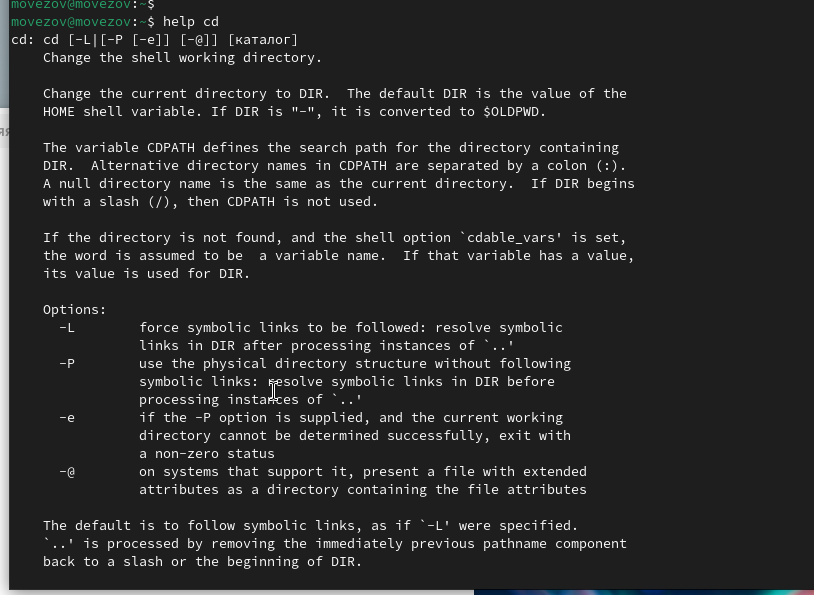 movezov@movezov:~$
movezov@movezov:~$ help cd
cd: cd [-L|[-P [-e]] [-@]] [каталог]
    Change the shell working directory.

    Change the current directory to DIR.  The default DIR is the value of the
    HOME shell variable. If DIR is "-", it is converted to $OLDPWD.

    The variable CDPATH defines the search path for the directory containing
    DIR.  Alternative directory names in CDPATH are separated by a colon (:).
    A null directory name is the same as the current directory.  If DIR begins
    with a slash (/), then CDPATH is not used.

    If the directory is not found, and the shell option `cdable_vars' is set,
    the word is assumed to be  a variable name.  If that variable has a value,
    its value is used for DIR.

    Options:
      -L        force symbolic links to be followed: resolve symbolic
                links in DIR after processing instances of `..'
      -P        use the physical directory structure without following
                symbolic links: resolve symbolic links in DIR before
                processing instances of `..'
      -e        if the -P option is supplied, and the current working
                directory cannot be determined successfully, exit with
                a non-zero status
      -@        on systems that support it, present a file with extended
                attributes as a directory containing the file attributes

    The default is to follow symbolic links, as if `-L' were specified.
    `..' is processed by removing the immediately previous pathname component
    back to a slash or the beginning of DIR.